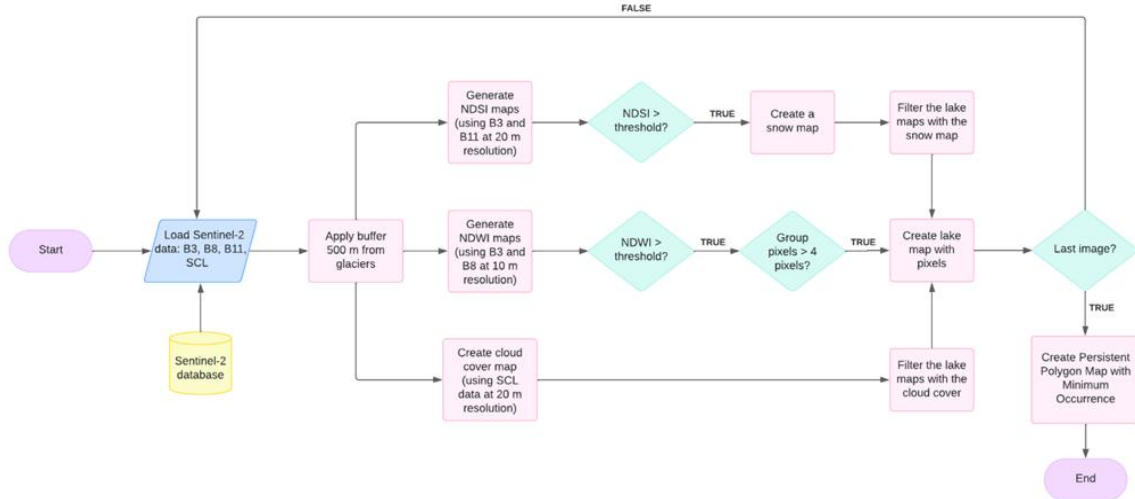 FALSE
Generate
NDSI maps
(using B3 and
B11 at 20 m
resolution)
NDSI >
threshold?
TRUE
Create a
snow map
Filter the lake
maps with the
snow map
Start
Load Sentinel-2
data: B3, B8, B11,
SCL
Apply buffer
500 m from
glaciers
Generate
NDWI maps
(using B3 and
B8 at 10 m
resolution)
NDWI >
threshold?
TRUE
Group
pixels > 4
pixels?
TRUE
Create lake
map with
pixels
Last image?
TRUE
Sentinel-2
database
Create cloud
cover map
(using SCL
data at 20 m
resolution)
Filter the lake
maps with the
cloud cover
Create Persistent
Polygon Map with
Minimum
Occurrence
End